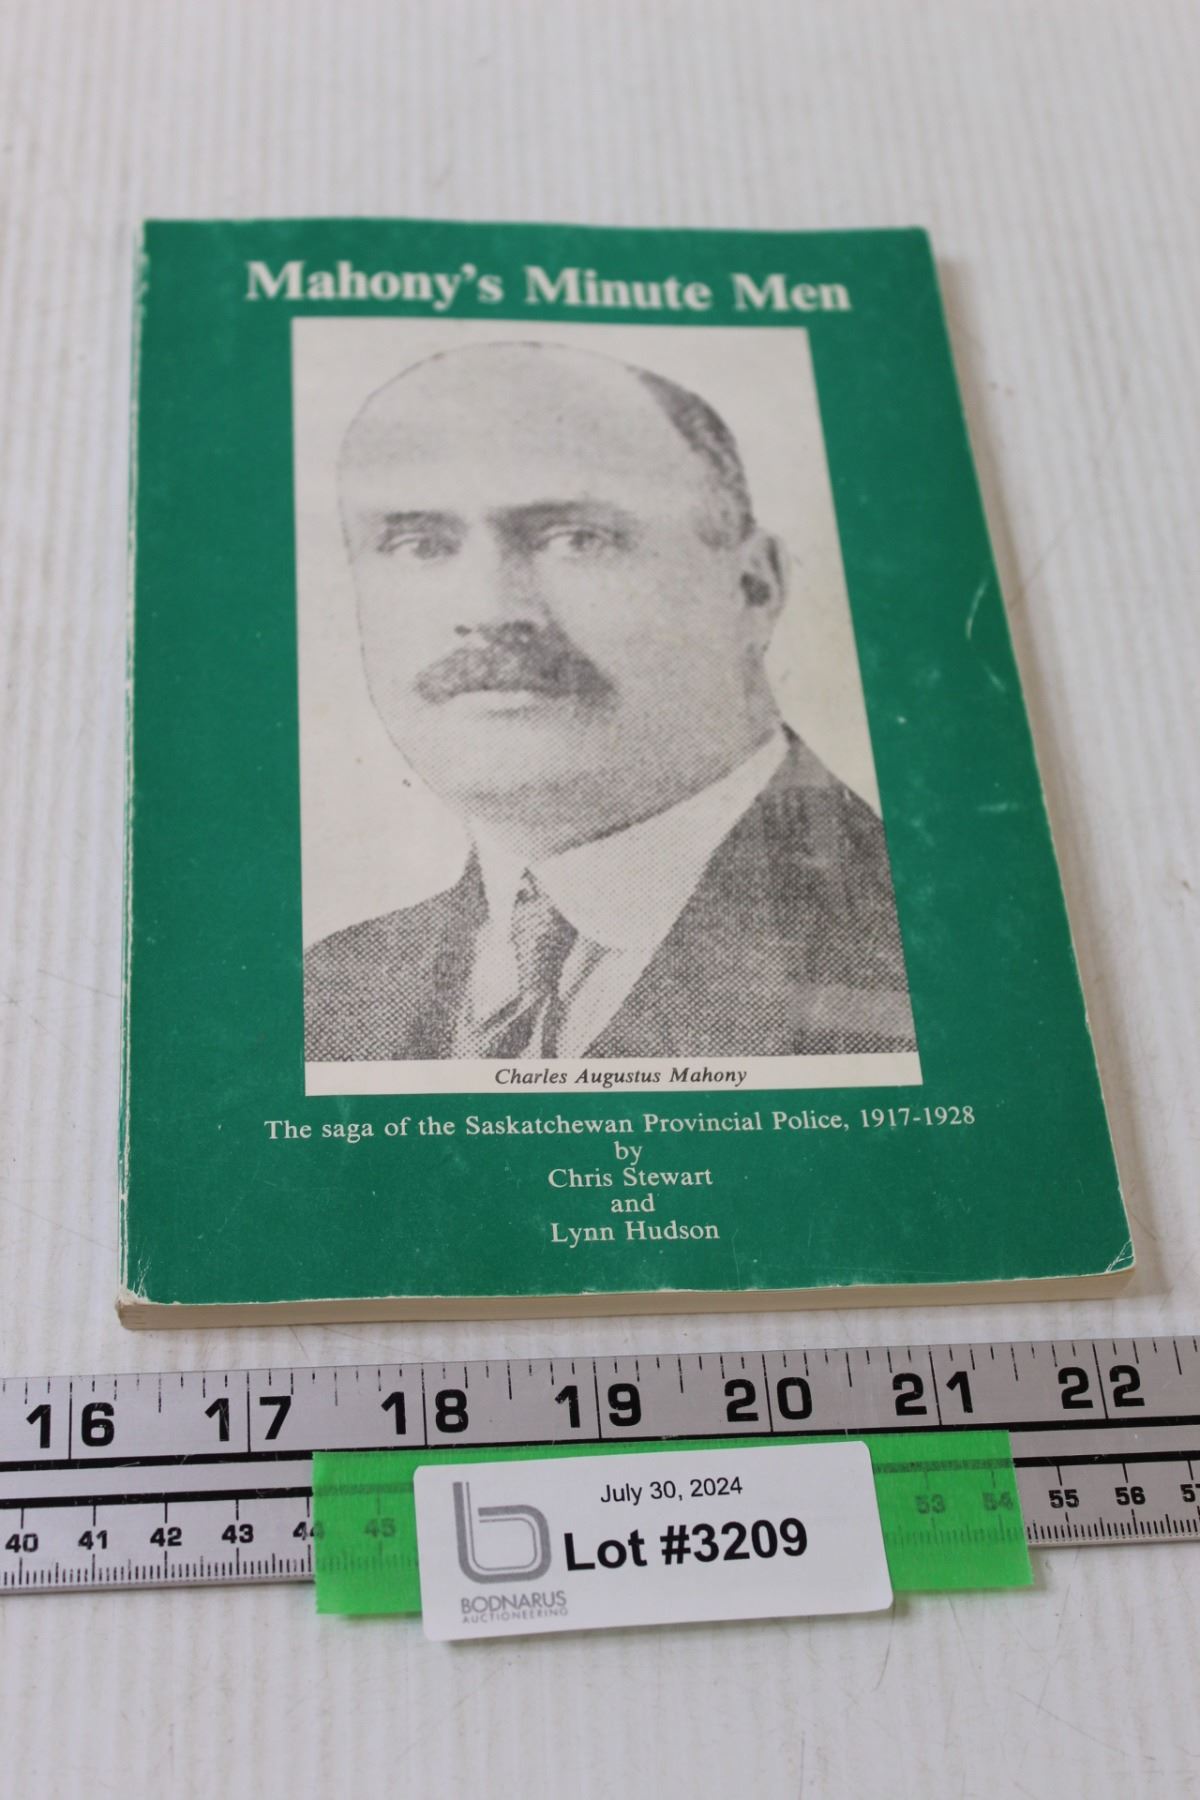 Mahony's Minute Men
Charles Augustus Mahony
The saga of the Saskatchewan Provincial Police, 1917-1928
by
Chris Stewart
and
Lynn Hudson
16 17 18 19 20 21 22
40 41 42 43 44 45 53 54 55 56 57
July 30, 2024
Lot #3209
BODNARUS
AUCTIONEERING